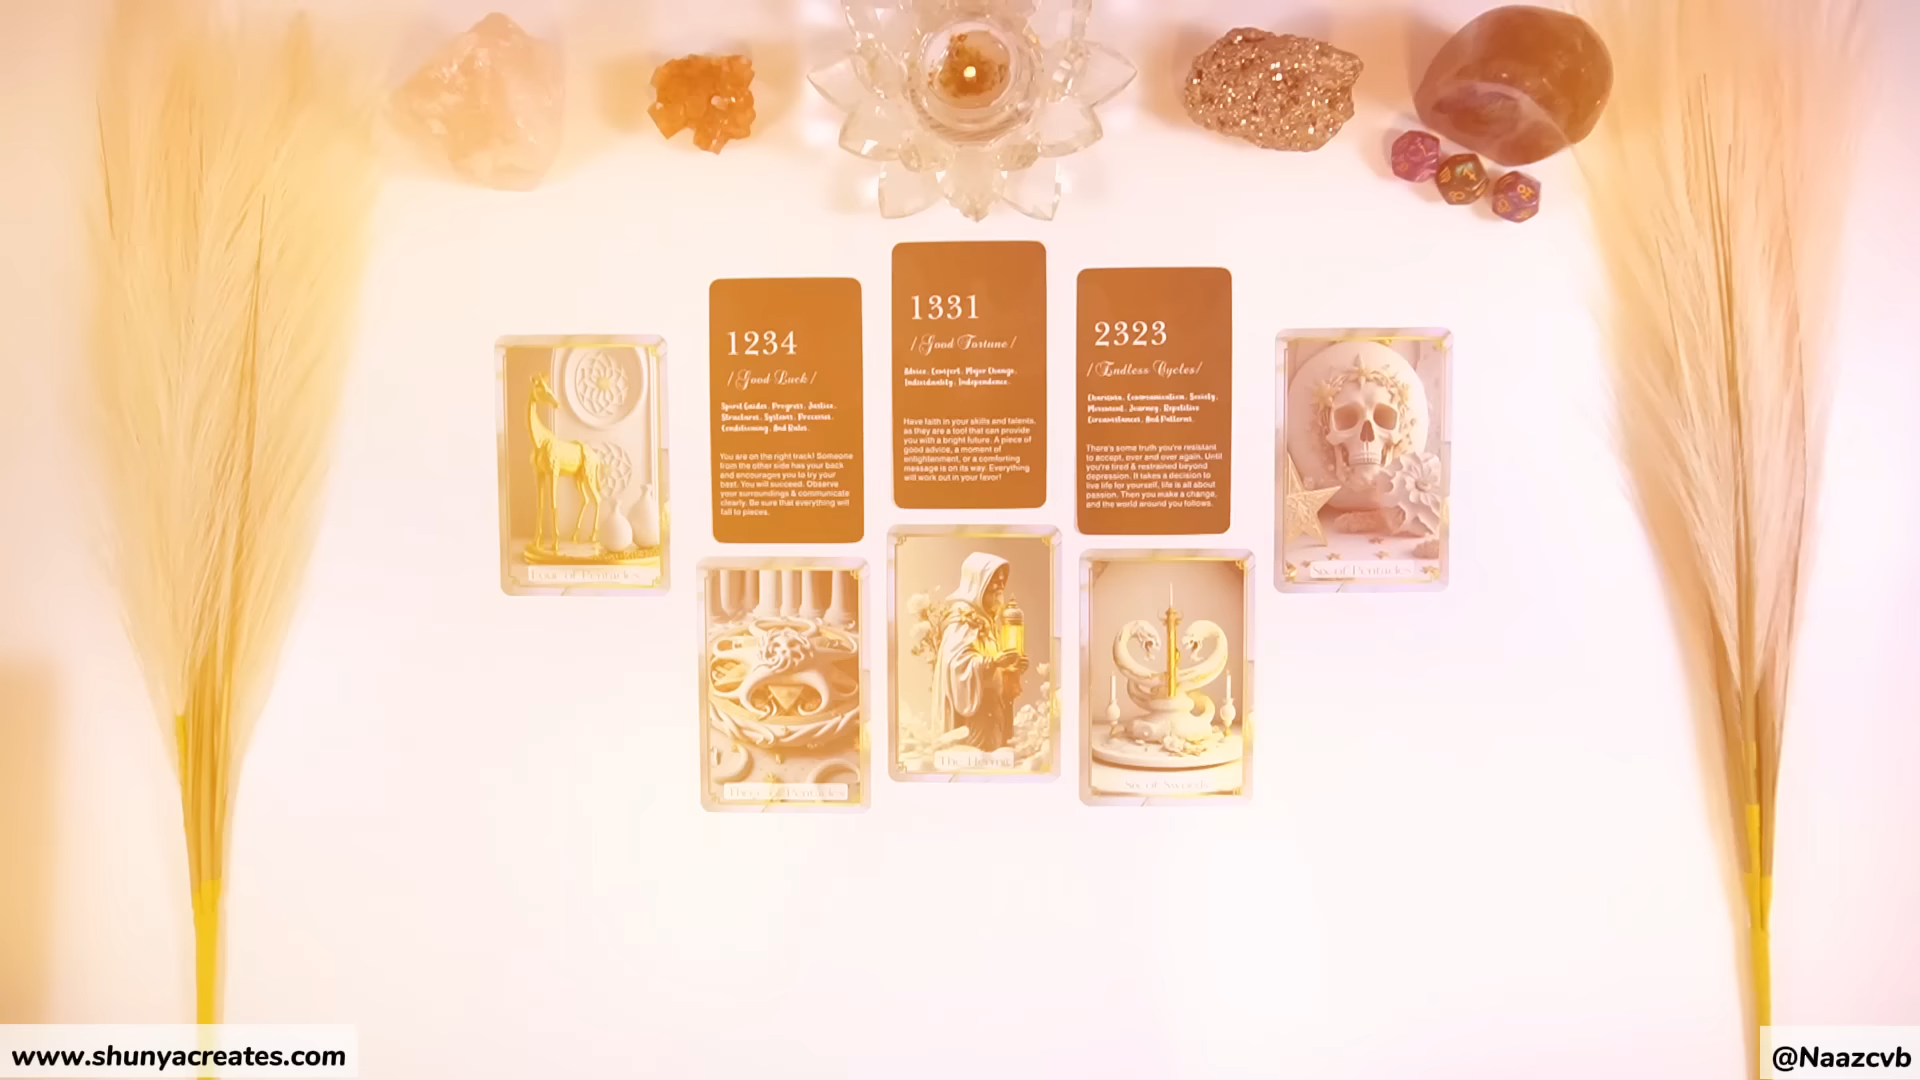 1234
/Good Luck/
Spirit Guides, Progress, Justice,
Structures, Systems, Processes,
Conditioning, And Rules.
You are on the right track! Someone
from the other side has your back
and encourages you to try your
best. You will succeed. Observe
your surroundings & communicate
clearly. Be sure that everything will
fall to pieces.
1331
/Good Fortune/
Advice, Comfort, Major Change,
Individuality, Independence.
Have faith in your skills and talents,
as they are a tool that can provide
you with a bright future. A piece of
good advice, a moment of
enlightenment, or a comforting
message is on its way. Everything
will work out in your favor!
2323
/Endless Cycles/
Charisma, Communication, Society,
Movement, Journey, Repetitive
Circumstances, And Patterns.
There's some truth you're resistant
to accept, over and over again. Until
you're tired & restrained beyond
depression. It takes a decision to
live life for yourself, life is all about
passion. Then you make a change,
and the world around you follows.
Four of Pentacles
Six of Pentacles
Three of Pentacles
The Hermit
Six of Swords
www.shunyacreates.com
@Naazcvb